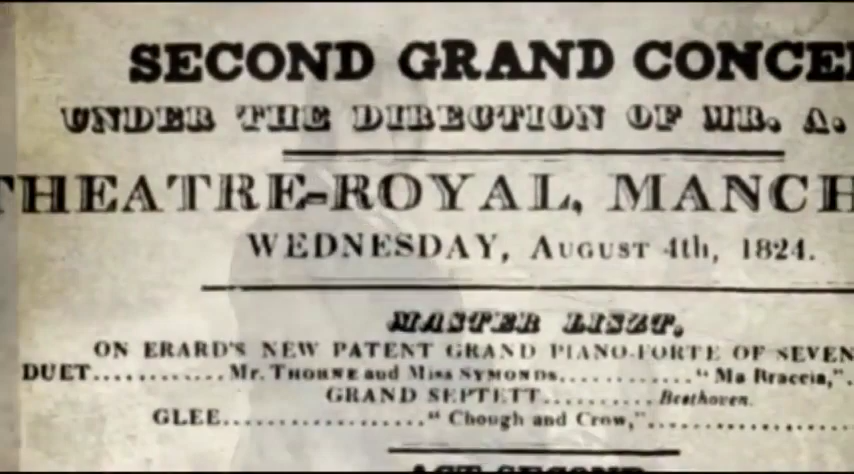 SECOND GRAND CONCE
UNDER THE DIRECTION OF MR. A.
THEATRE-ROYAL, MANCH
WEDNESDAY, AUGUST 4th, 1824.
MASTER LISZT,
ON ERARD'S NEW PATENT GRAND PIANO-FORTE OF SEVEN
DUET............Mr. THORNE and Miss SYMONDS............"Ma Braccia,".
GRAND SEPTETT..........Beethoven.
GLEE.................."Chough and Crow,"....................
ACT SECOND